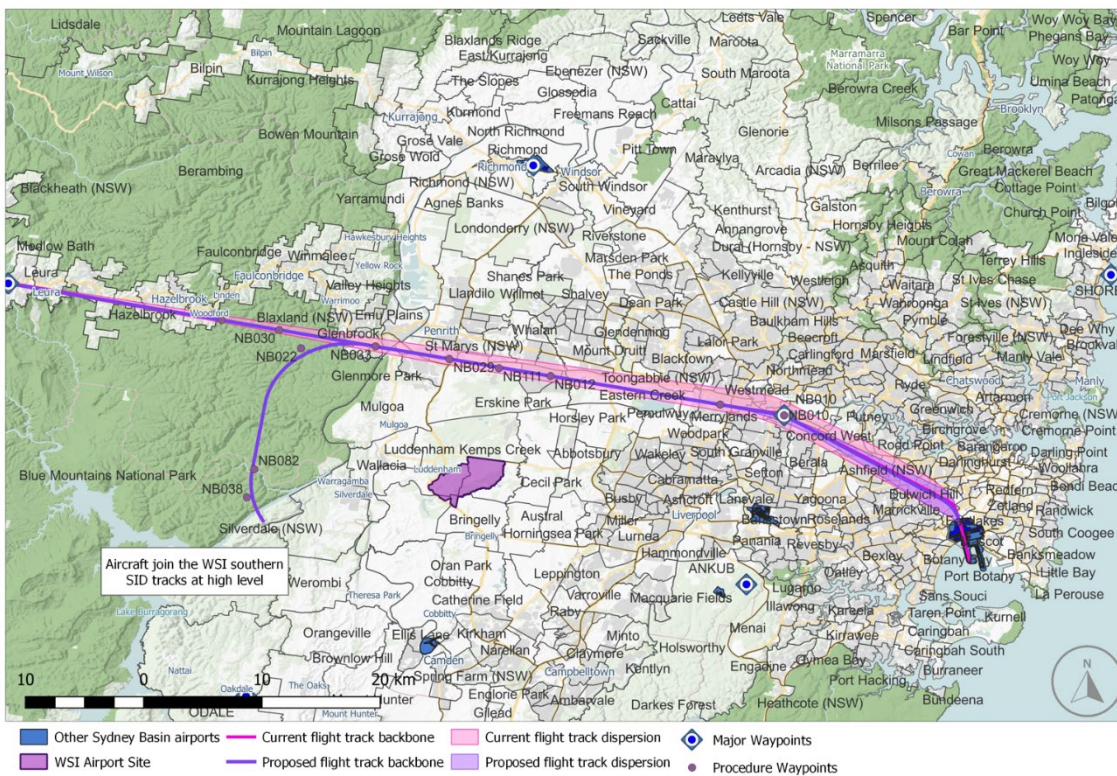 Lidsdale
Mountain Lagoon
Blaxlands Ridge
Sackville
Leets Vale
Maroota
Spencer
Bar Point
Woy Woy Bay
Phegans Bay
Bilpin
Mount Wilson
Bilpin
East Kurrajong
Woy Woy
Kurrajong Heights
The Slopes
Ebenezer (NSW)
South Maroota
Marramarra
National Park
Umina Beach
Glossodia
Berowra Creek
Patonga
Kurmond
Freemans Reach
Cattai
Brooklyn
Kurrajong
Bowen Mountain
North Richmond
Glenorie
Milsons Passage
Grose Vale
Richmond
Pitt Town
Cowan
Berowra
Grose Wold
Richmond
Windsor
Maraylya
Berambing
Berrilee
Great Mackerel Beach
Richmond (NSW)
South Windsor
Arcadia (NSW)
Cottage Point
Blackheath (NSW)
Yarramundi
Agnes Banks
Berowra
Vineyard
Kenthurst
Galston
Church Point
Bilgola
Hawkesbury Heights
Londonderry (NSW)
Riverstone
Annangrove
Hornsby Heights
Medlow Bath
Faulconbridge
Winmalee
Yellow Rock
Marsden Park
Dural (Hornsby - NSW)
Mount Colah
Mona Vale
Leura
Faulconbridge
Shanes Park
The Ponds
Kellyville
Westleigh
Asquith
Terrey Hills
Ingleside
Leura
Linden
Valley Heights
Waitara
St Ives Chase
Hazelbrook
Warrimoo
Llandilo
Willmot
Shalvey
Dean Park
Castle Hill (NSW)
Wahroonga
St Ives (NSW)
Hazelbrook
Woodford
Blaxland (NSW)
Emu Plains
Baulkham Hills
Pymble
Dee Why
Glenbrook
Penrith
Whalan
Glendenning
Lalor Park
Beecroft
Forestville (NSW)
NB030
St Marys (NSW)
Carlingford
Marsfield
Lindfield
Manly Vale
NB022
NB033
Mount Druitt
Blacktown
Northmead
Chatswood
Manly
NB029
NB111
Toongabbie (NSW)
Ryde
Artarmon
Glenmore Park
NB012
Westmead
NB010
Greenwich
Port Jackson
Erskine Park
Eastern Creek
Merrylands
NB010
Putney
Cremorne (NSW)
Mulgoa
Pemulwuy
Birchgrove
Cremorne Point
Horsley Park
Woodpark
Concord West
Rodd Point
Barangaroo
Mulgoa
Darling Point
Luddenham
Kemps Creek
Abbotsbury
Wakeley
South Granville
Berala
Ashfield (NSW)
Darlinghurst
Woollahra
NB082
Wallacia
Luddenham
Cabramatta
Sefton
Bondi Beach
Blue Mountains National Park
Warragamba
Cecil Park
Dulwich Hill
Redfern
NB038
Silverdale
Busby
Ashcroft
Lansvale
Yagoona
Marrickville
Zetland
Randwick
Silverdale (NSW)
Austral
Miller
Liverpool
Bankstown
Roselands
South Coogee
Bringelly
Horningsea Park
Lurnea
Panania
Revesby
Bexley
Botany
Banksmeadow
Bringelly
Hammondville
Oatley
Port Botany
Little Bay
Aircraft join the WSI southern
SID tracks at high level
Oran Park
Leppington
ANKUB
Lugarno
La Perouse
Werombi
Cobbitty
Sans Souci
Theresa Park
Catherine Field
Varroville
Macquarie Fields
Illawong
Kareela
Taren Point
Lake Burragorang
Cobbitty
Raby
Menai
Kurnell
Orangeville
Ellis Lane
Kirkham
Minto
Kirrawee
Caringbah
Narellan
Claymore
Holsworthy
Gymea Bay
Caringbah South
Brownlow Hill
Camden
Campbelltown
Engadine
Burraneer
Nattai
Spring Farm (NSW)
Kentlyn
Port Hacking
10
0
10
20 km
Oakdale
The Oaks
Englorie Park
Ambarvale
Bundeena
Mount Hunter
Gilead
Darkes Forest
Heathcote (NSW)
N
Other Sydney Basin airports
Current flight track backbone
Current flight track dispersion
Major Waypoints
WSI Airport Site
Proposed flight track backbone
Proposed flight track dispersion
Procedure Waypoints